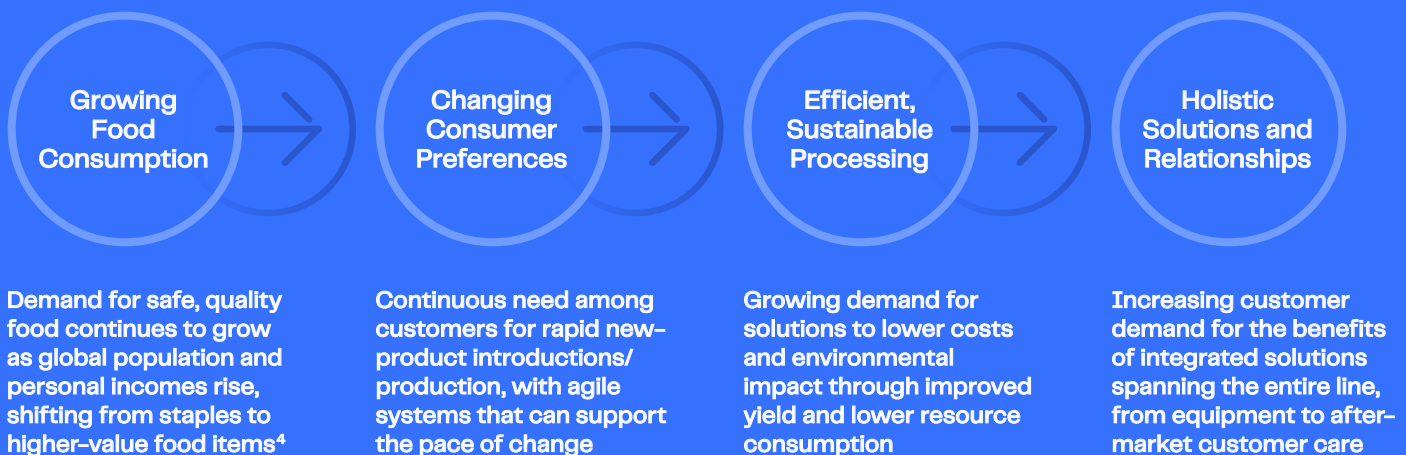 Growing
Food
Consumption
Demand for safe, quality
food continues to grow
as global population and
personal incomes rise,
shifting from staples to
higher-value food items⁴
Changing
Consumer
Preferences
Continuous need among
customers for rapid new-
product introductions/
production, with agile
systems that can support
the pace of change
Efficient,
Sustainable
Processing
Growing demand for
solutions to lower costs
and environmental
impact through improved
yield and lower resource
consumption
Holistic
Solutions and
Relationships
Increasing customer
demand for the benefits
of integrated solutions
spanning the entire line,
from equipment to after-
market customer care